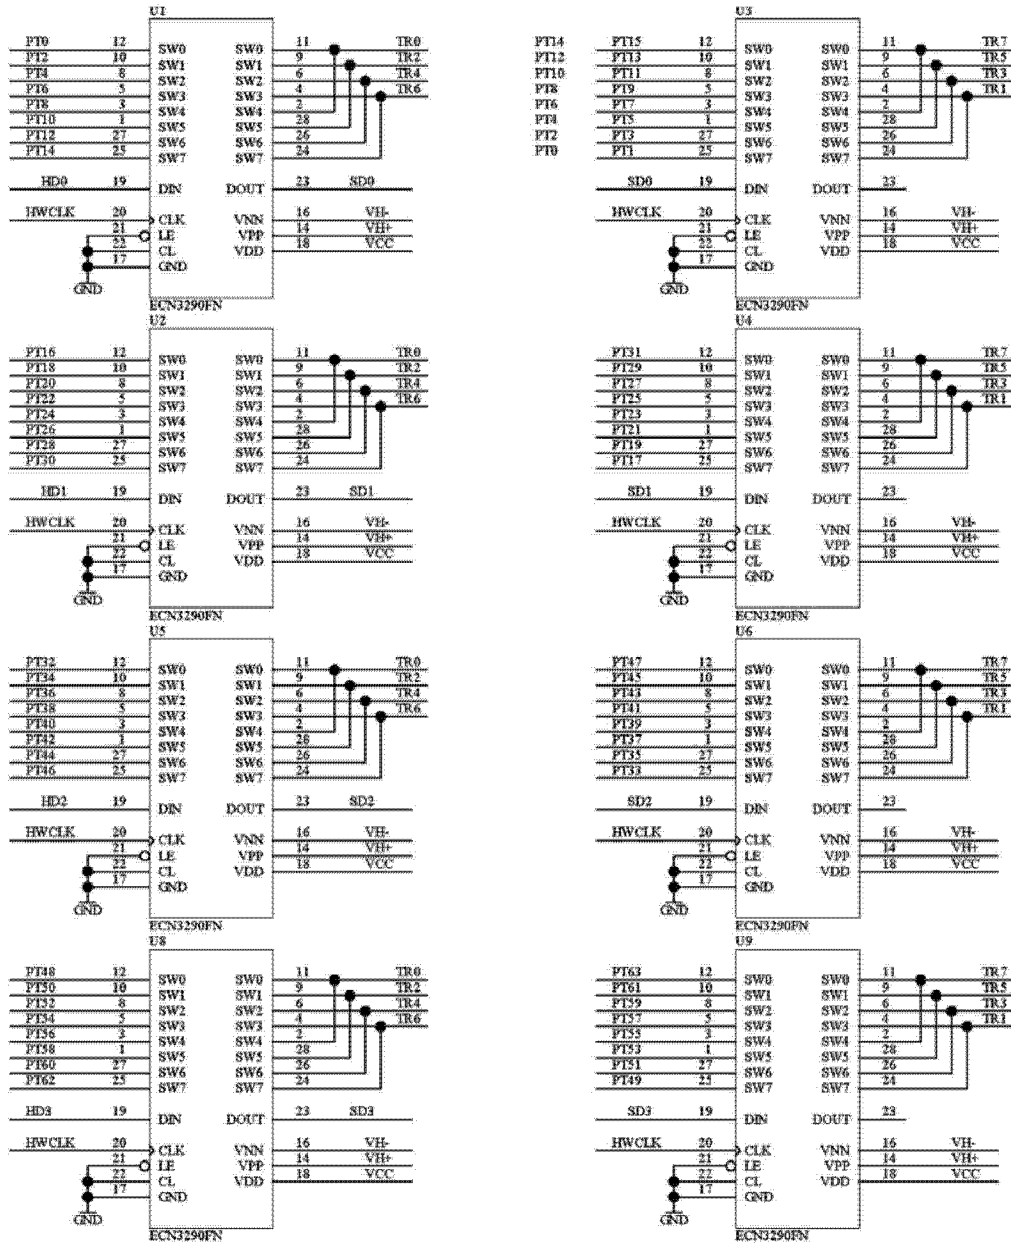 U1
PT0 12 SW0 SW0 11 TR0
PT2 10 SW1 SW1 9 TR2
PT4 8 SW2 SW2 6 TR4
PT6 5 SW3 SW3 4 TR6
PT8 3 SW4 SW4 2
PT10 1 SW5 SW5 28
PT12 27 SW6 SW6 26
PT14 25 SW7 SW7 24
HD0 19 DIN DOUT 23 SD0
HWCLK 20 CLK VNN 16 VH-
21 LE VPP 14 VH+
22 CL VDD 18 VCC
17 GND
GND
ECN3290FN
U3
PT14 PT15 12 SW0 SW0 11 TR7
PT12 PT13 10 SW1 SW1 9 TR5
PT10 PT11 8 SW2 SW2 6 TR3
PT8 PT9 5 SW3 SW3 4 TR1
PT6 PT7 3 SW4 SW4 2
PT4 PT5 1 SW5 SW5 28
PT2 PT3 27 SW6 SW6 26
PT0 PT1 25 SW7 SW7 24
SD0 19 DIN DOUT 23
HWCLK 20 CLK VNN 16 VH-
21 LE VPP 14 VH+
22 CL VDD 18 VCC
17 GND
GND
ECN3290FN
U2
PT16 12 SW0 SW0 11 TR0
PT18 10 SW1 SW1 9 TR2
PT20 8 SW2 SW2 6 TR4
PT22 5 SW3 SW3 4 TR6
PT24 3 SW4 SW4 2
PT26 1 SW5 SW5 28
PT28 27 SW6 SW6 26
PT30 25 SW7 SW7 24
HD1 19 DIN DOUT 23 SD1
HWCLK 20 CLK VNN 16 VH-
21 LE VPP 14 VH+
22 CL VDD 18 VCC
17 GND
GND
ECN3290FN
U4
PT31 12 SW0 SW0 11 TR7
PT29 10 SW1 SW1 9 TR5
PT27 8 SW2 SW2 6 TR3
PT25 5 SW3 SW3 4 TR1
PT23 3 SW4 SW4 2
PT21 1 SW5 SW5 28
PT19 27 SW6 SW6 26
PT17 25 SW7 SW7 24
SD1 19 DIN DOUT 23
HWCLK 20 CLK VNN 16 VH-
21 LE VPP 14 VH+
22 CL VDD 18 VCC
17 GND
GND
ECN3290FN
U5
PT32 12 SW0 SW0 11 TR0
PT34 10 SW1 SW1 9 TR2
PT36 8 SW2 SW2 6 TR4
PT38 5 SW3 SW3 4 TR6
PT40 3 SW4 SW4 2
PT42 1 SW5 SW5 28
PT44 27 SW6 SW6 26
PT46 25 SW7 SW7 24
HD2 19 DIN DOUT 23 SD2
HWCLK 20 CLK VNN 16 VH-
21 LE VPP 14 VH+
22 CL VDD 18 VCC
17 GND
GND
ECN3290FN
U6
PT47 12 SW0 SW0 11 TR7
PT45 10 SW1 SW1 9 TR5
PT43 8 SW2 SW2 6 TR3
PT41 5 SW3 SW3 4 TR1
PT39 3 SW4 SW4 2
PT37 1 SW5 SW5 28
PT35 27 SW6 SW6 26
PT33 25 SW7 SW7 24
SD2 19 DIN DOUT 23
HWCLK 20 CLK VNN 16 VH-
21 LE VPP 14 VH+
22 CL VDD 18 VCC
17 GND
GND
ECN3290FN
U8
PT48 12 SW0 SW0 11 TR0
PT50 10 SW1 SW1 9 TR2
PT52 8 SW2 SW2 6 TR4
PT54 5 SW3 SW3 4 TR6
PT56 3 SW4 SW4 2
PT58 1 SW5 SW5 28
PT60 27 SW6 SW6 26
PT62 25 SW7 SW7 24
HD3 19 DIN DOUT 23 SD3
HWCLK 20 CLK VNN 16 VH-
21 LE VPP 14 VH+
22 CL VDD 18 VCC
17 GND
GND
ECN3290FN
U9
PT63 12 SW0 SW0 11 TR7
PT61 10 SW1 SW1 9 TR5
PT59 8 SW2 SW2 6 TR3
PT57 5 SW3 SW3 4 TR1
PT55 3 SW4 SW4 2
PT53 1 SW5 SW5 28
PT51 27 SW6 SW6 26
PT49 25 SW7 SW7 24
SD3 19 DIN DOUT 23
HWCLK 20 CLK VNN 16 VH-
21 LE VPP 14 VH+
22 CL VDD 18 VCC
17 GND
GND
ECN3290FN